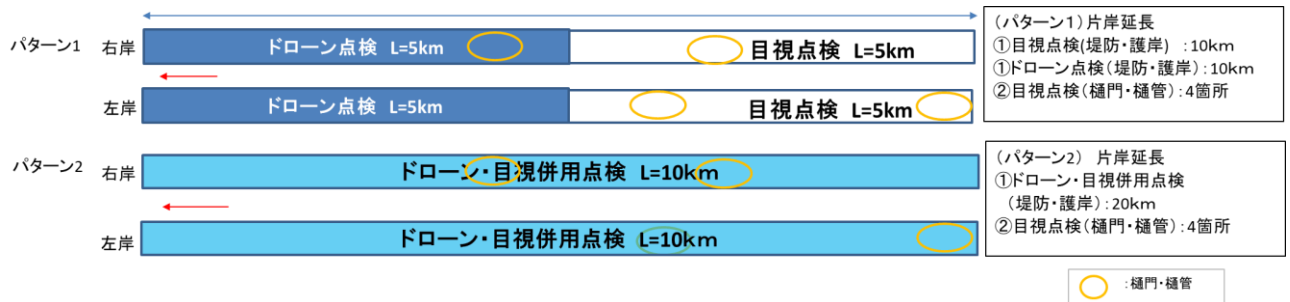 パターン1
右岸
ドローン点検 L=5km
目視点検 L=5km
左岸
ドローン点検 L=5km
目視点検 L=5km
(パターン1)片岸延長
①目視点検(堤防・護岸) :10km
①ドローン点検(堤防・護岸):10km
②目視点検(樋門・樋管):4箇所
パターン2
右岸
ドローン・目視併用点検 L=10km
左岸
ドローン・目視併用点検 L=10km
(パターン2) 片岸延長
①ドローン・目視併用点検
(堤防・護岸):20km
②目視点検(樋門・樋管):4箇所
:樋門・樋管